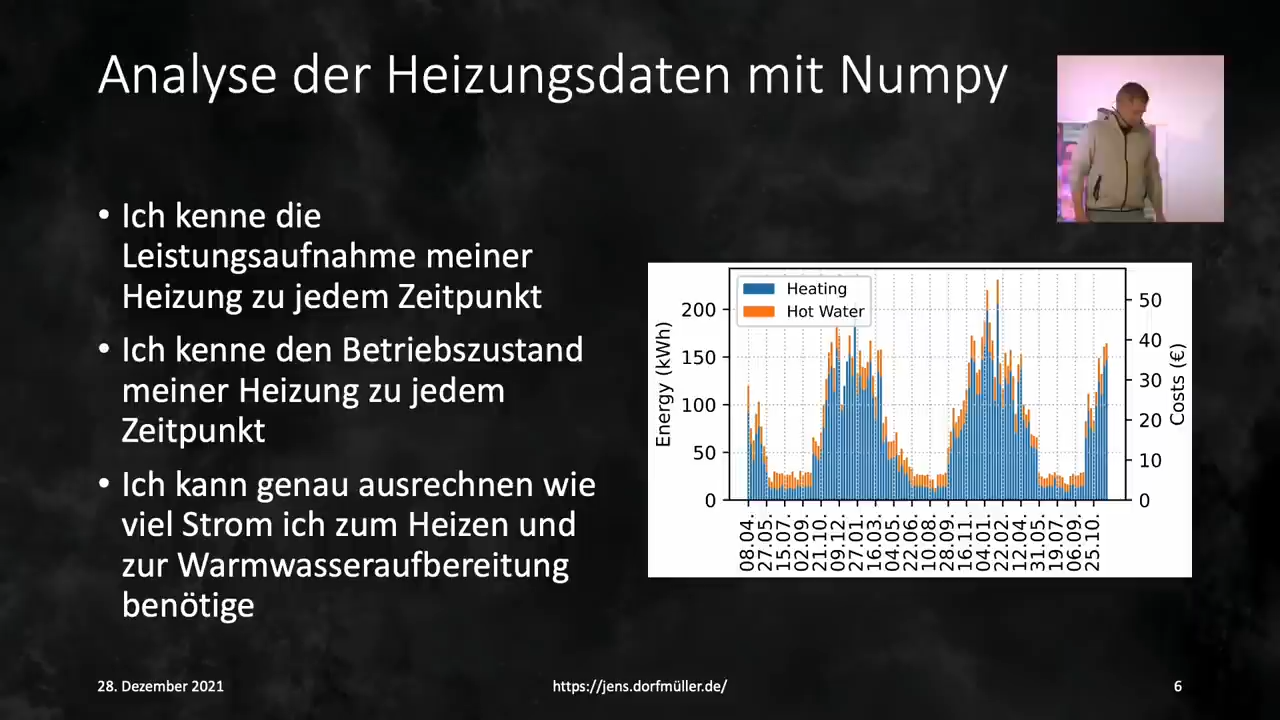 Analyse der Heizungsdaten mit Numpy
• Ich kenne die
Leistungsaufnahme meiner
Heizung zu jedem Zeitpunkt
• Ich kenne den Betriebszustand
meiner Heizung zu jedem
Zeitpunkt
• Ich kann genau ausrechnen wie
viel Strom ich zum Heizen und
zur Warmwasseraufbereitung
benötige
Heating
Hot Water
Energy (kWh)
200
150
100
50
0
Costs (€)
50
40
30
20
10
0
08.04.
27.05.
15.07.
02.09.
21.10.
09.12.
27.01.
16.03.
04.05.
22.06.
10.08.
28.09.
16.11.
04.01.
22.02.
12.04.
31.05.
19.07.
06.09.
25.10.
28. Dezember 2021
https://jens.dorfmüller.de/
6